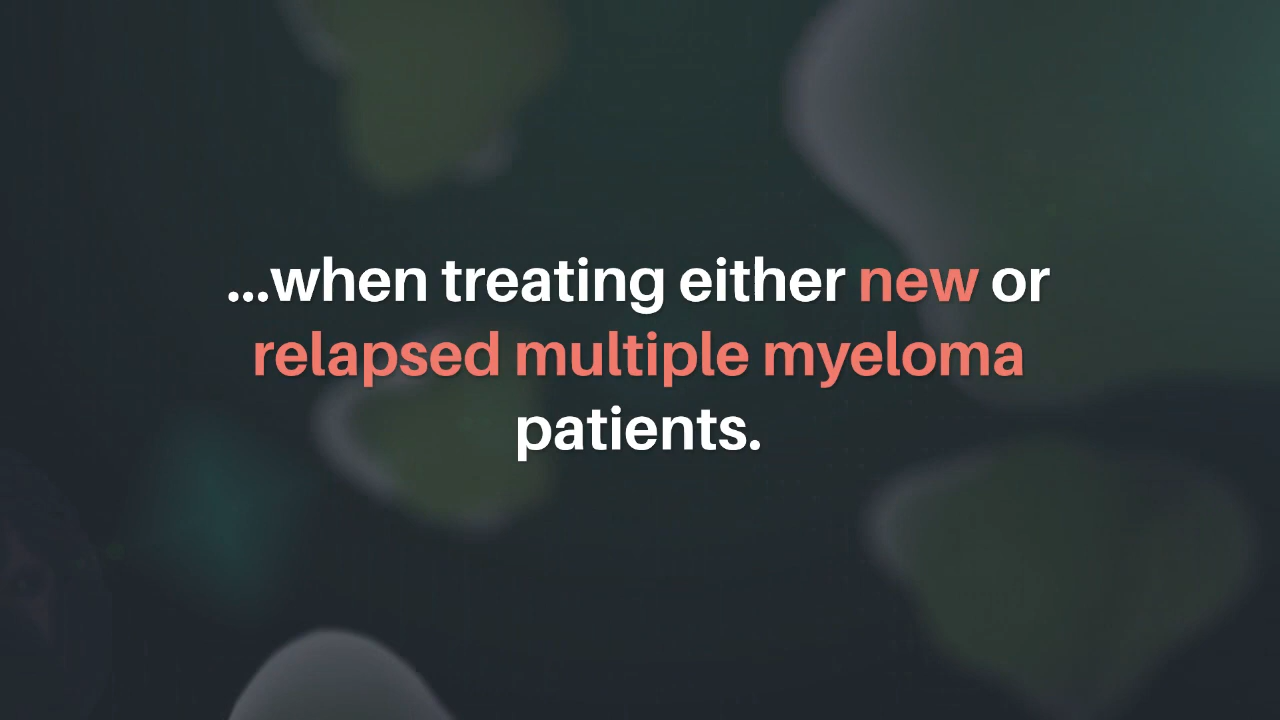 ...when treating either new or
relapsed multiple myeloma
patients.